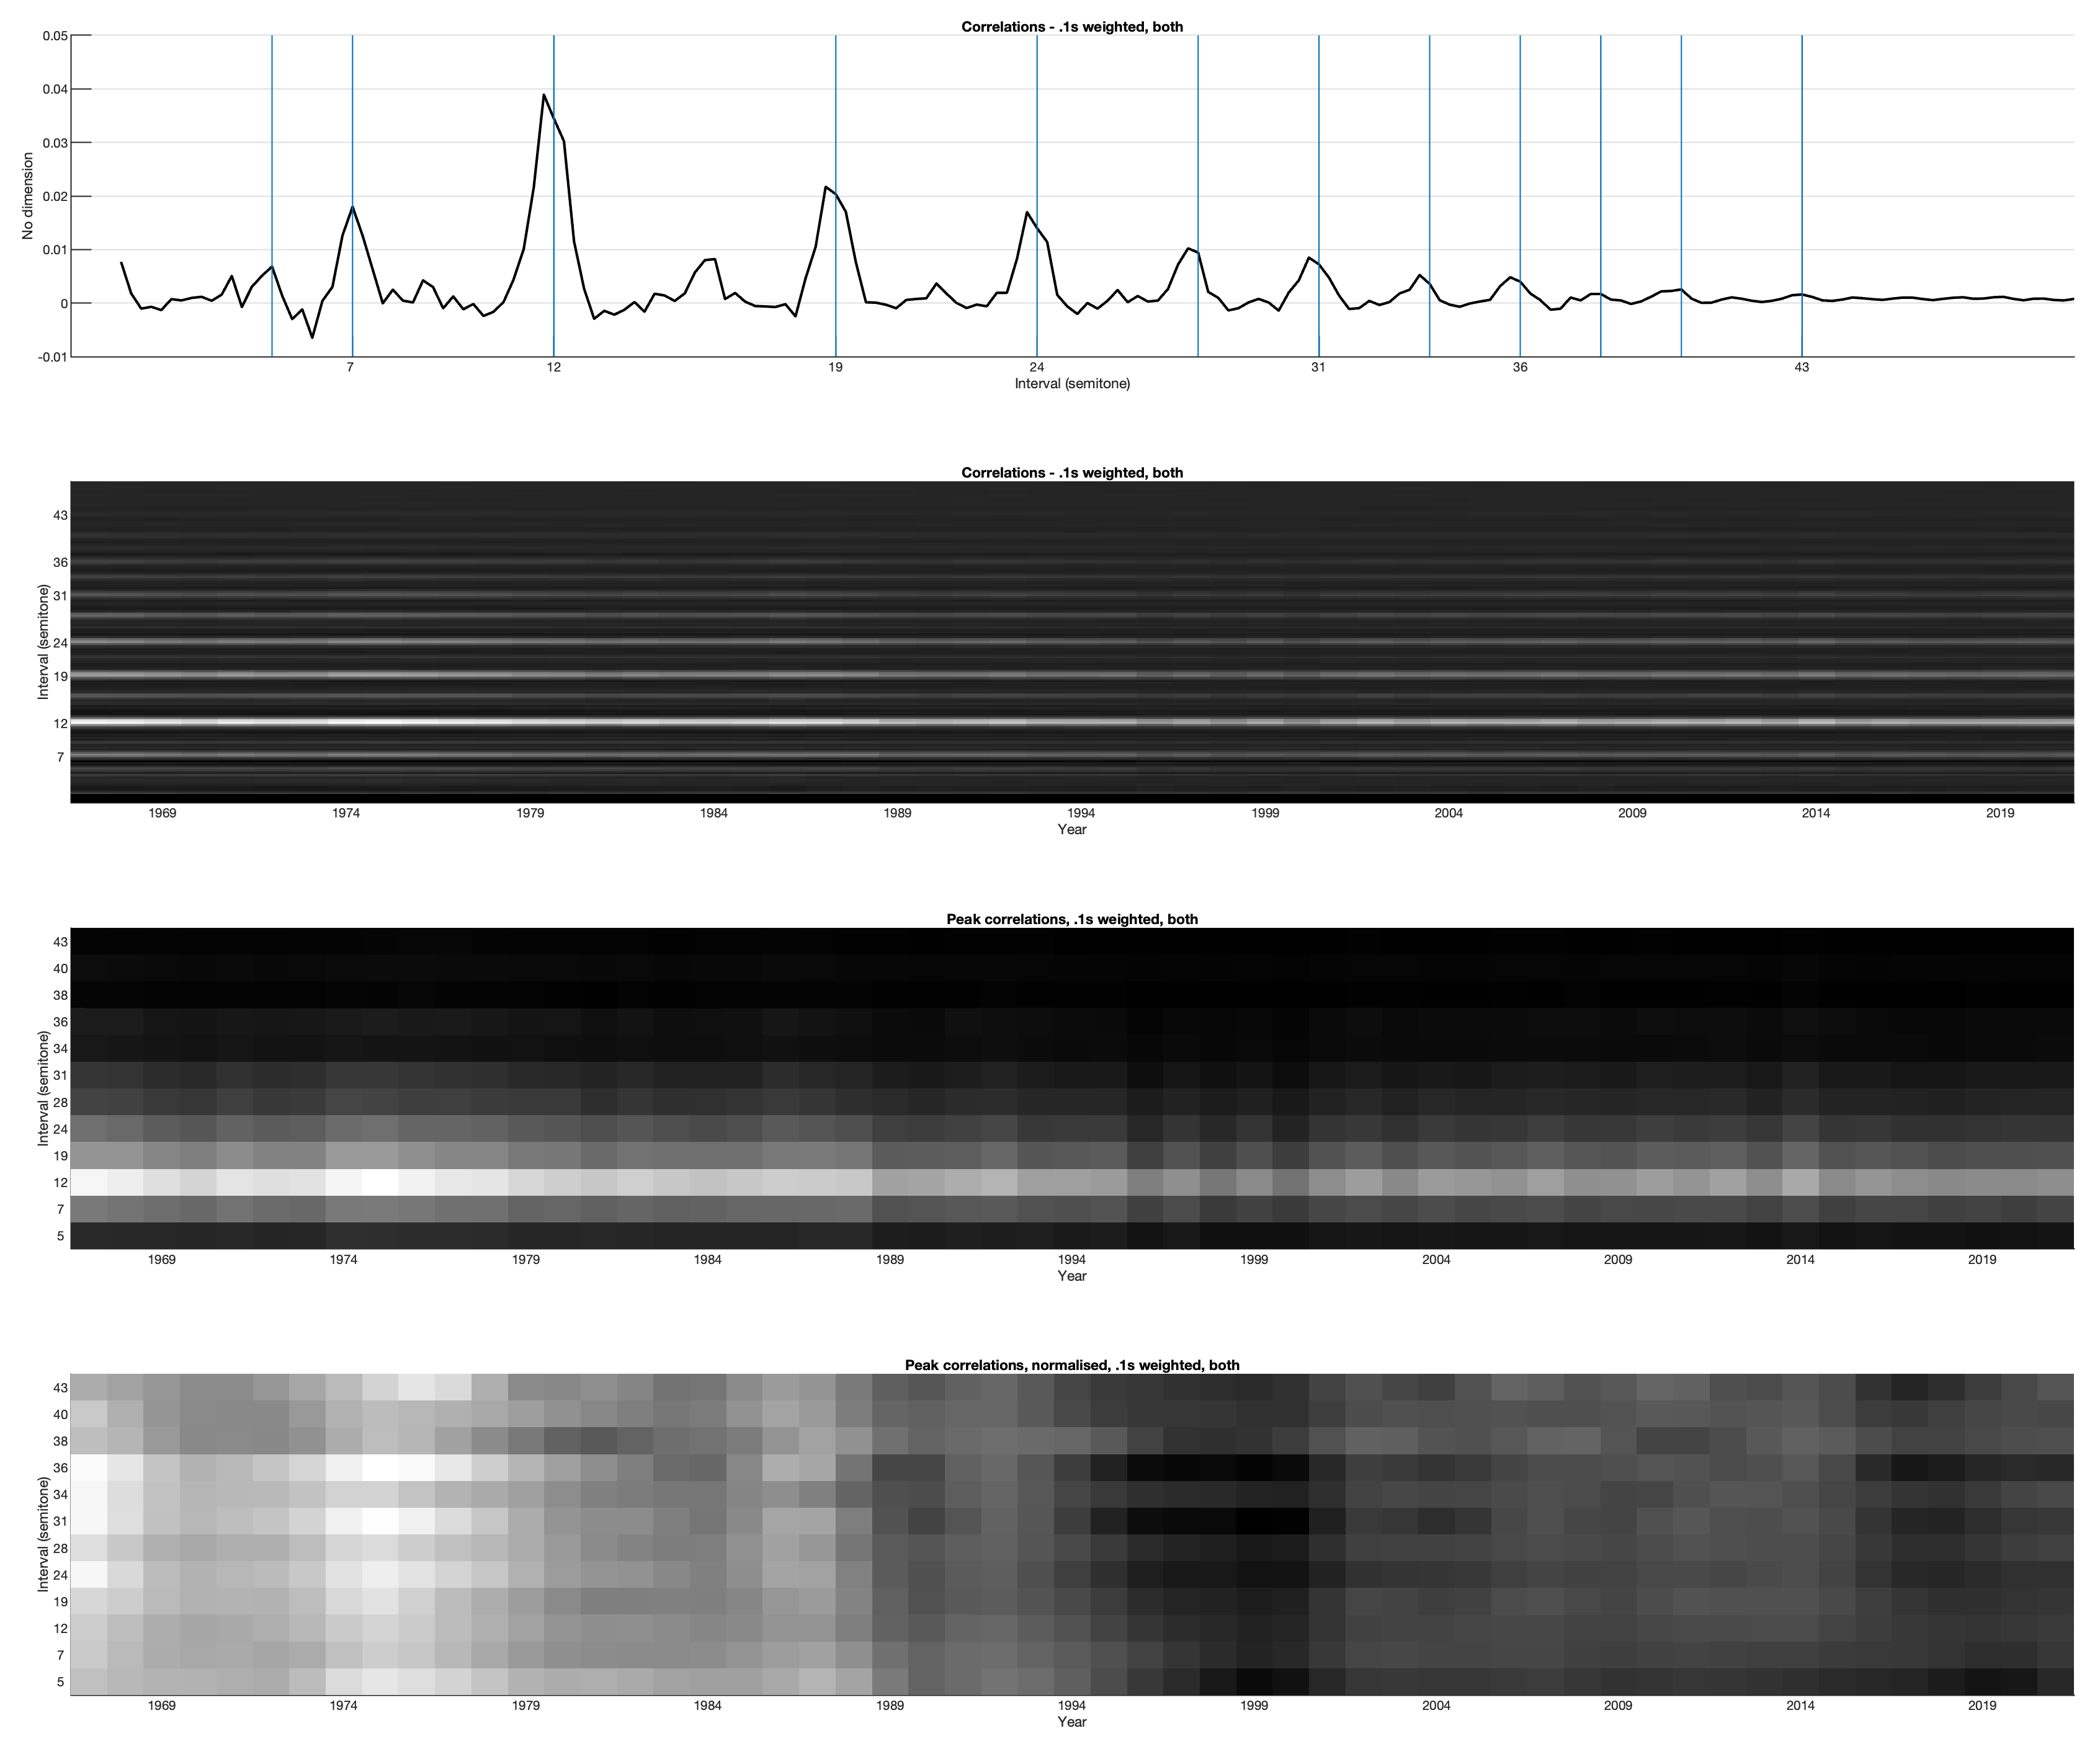 Correlations - .1s weighted, both
0.05
0.04
0.03
0.02
0.01
0
-0.01
No dimension
7 12 19 24 31 36 43
Interval (semitone)
Correlations - .1s weighted, both
43
36
31
24
19
12
7
Interval (semitone)
1969 1974 1979 1984 1989 1994 1999 2004 2009 2014 2019
Year
Peak correlations, .1s weighted, both
43
40
38
36
34
31
28
24
19
12
7
5
Interval (semitone)
1969 1974 1979 1984 1989 1994 1999 2004 2009 2014 2019
Year
Peak correlations, normalised, .1s weighted, both
43
40
38
36
34
31
28
24
19
12
7
5
Interval (semitone)
1969 1974 1979 1984 1989 1994 1999 2004 2009 2014 2019
Year